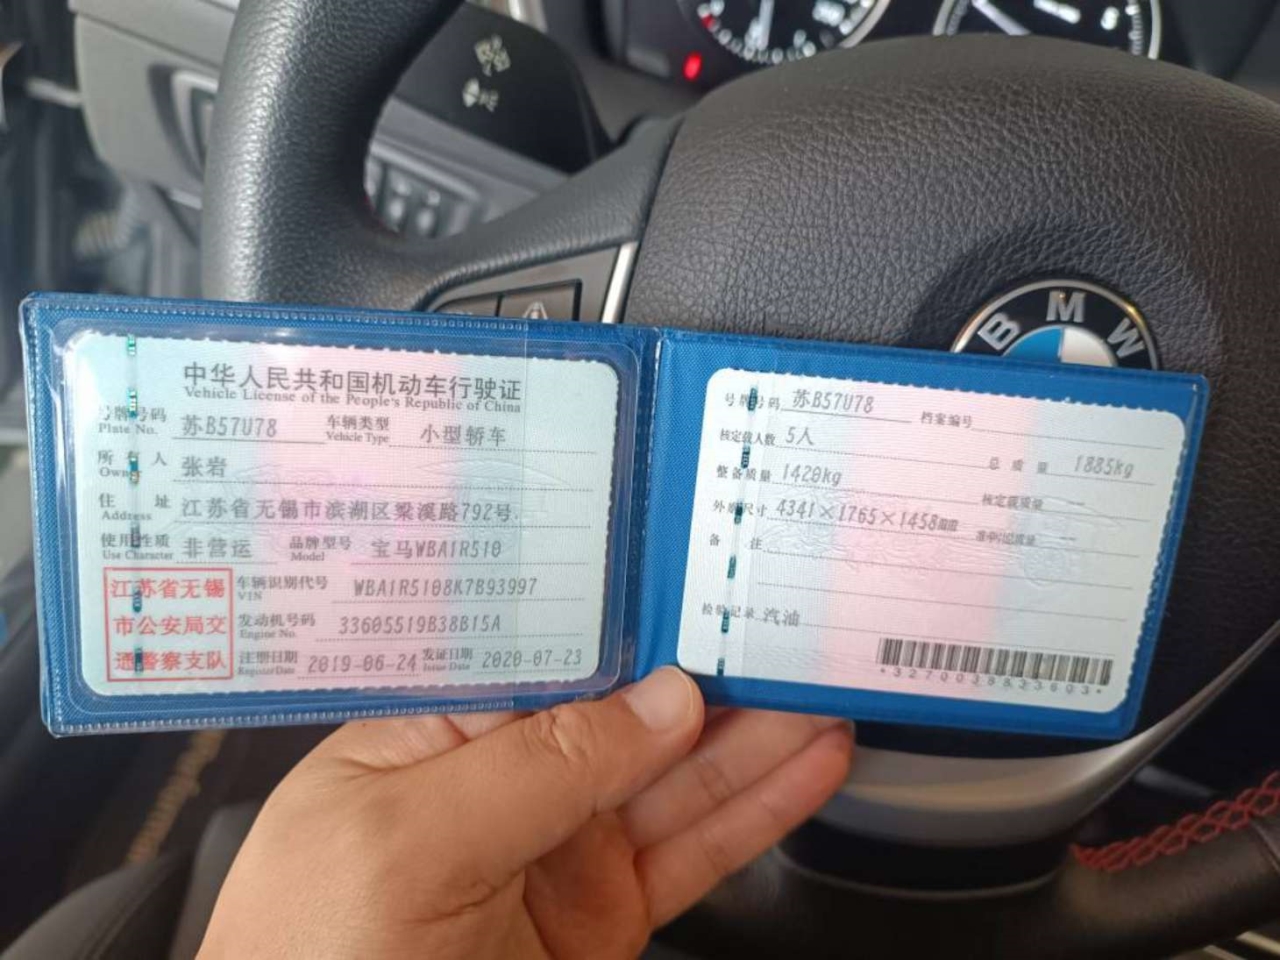 中华人民共和国机动车行驶证
Vehicle License of the People's Republic of China
号牌号码 苏B57U78 车辆类型 小型轿车
Plate No. Vehicle Type
所有人 张岩
Owner
住址 江苏省无锡市滨湖区梁溪路792号
Address
使用性质 非营运 品牌型号 宝马WBA1R510
Use Character Model
江苏省无锡
市公安局交
通警察支队
车辆识别代号 WBA1R5108K7B93997
VIN
发动机号码 33605519B38B15A
Engine No.
注册日期 2019-06-24 发证日期 2020-07-23
Register Date Issue Date
号牌号码 苏B57U78 档案编号
核定载人数 5人 总质量 1885kg
整备质量 1420kg 核定载质量 --
外廓尺寸 4341×1765×1458mm 准牵引总质量 --
备注
检验记录 汽油
BMW